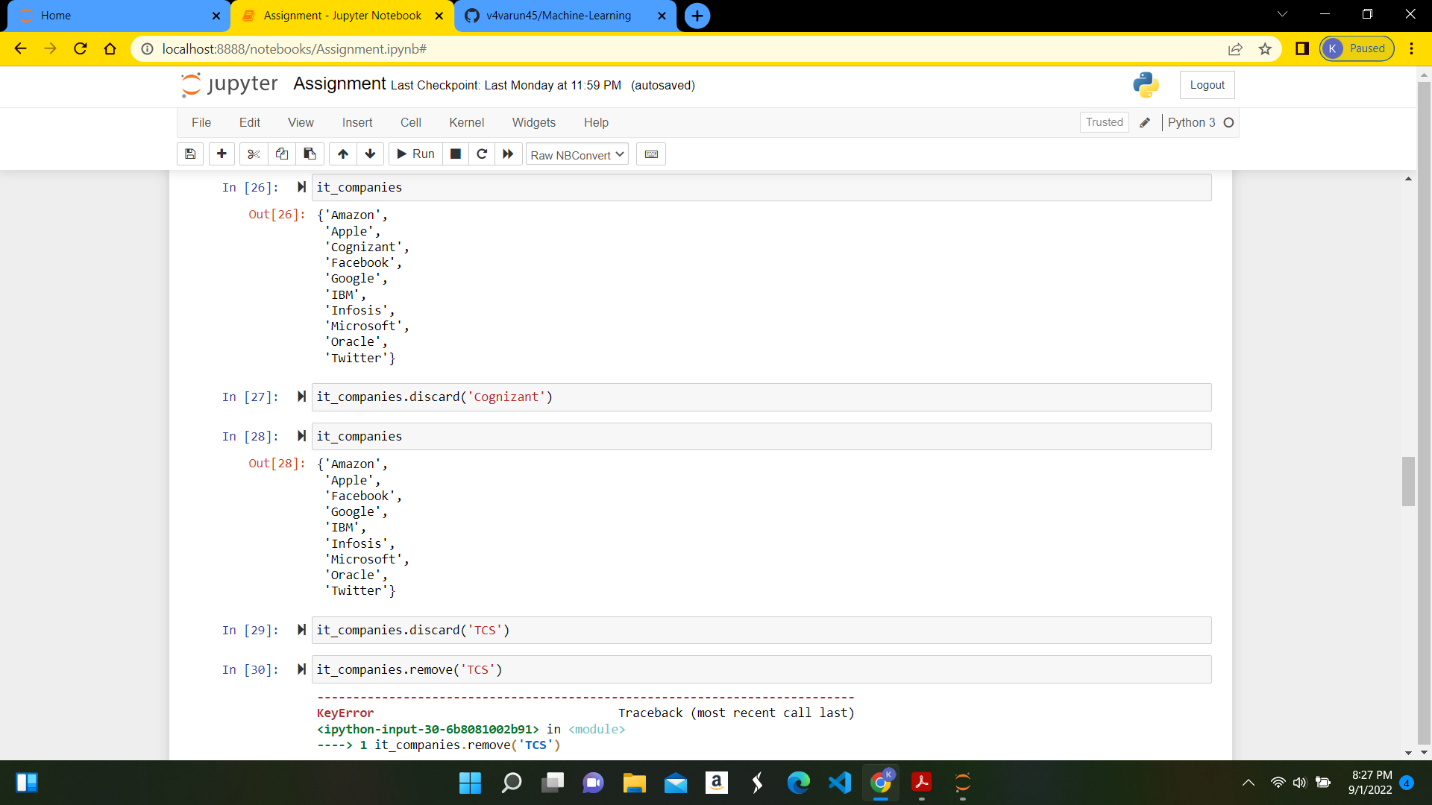 Home
Assignment - Jupyter Notebook
v4varun45/Machine-Learning
localhost:8888/notebooks/Assignment.ipynb#
K Paused
jupyter Assignment Last Checkpoint: Last Monday at 11:59 PM (autosaved)
Logout
File Edit View Insert Cell Kernel Widgets Help
Trusted Python 3
Run Raw NBConvert
In [26]: it_companies
Out[26]: {'Amazon',
'Apple',
'Cognizant',
'Facebook',
'Google',
'IBM',
'Infosis',
'Microsoft',
'Oracle',
'Twitter'}
In [27]: it_companies.discard('Cognizant')
In [28]: it_companies
Out[28]: {'Amazon',
'Apple',
'Facebook',
'Google',
'IBM',
'Infosis',
'Microsoft',
'Oracle',
'Twitter'}
In [29]: it_companies.discard('TCS')
In [30]: it_companies.remove('TCS')
---------------------------------------------------------------------------
KeyError Traceback (most recent call last)
<ipython-input-30-6b8081002b91> in <module>
----> 1 it_companies.remove('TCS')
8:27 PM
9/1/2022
4